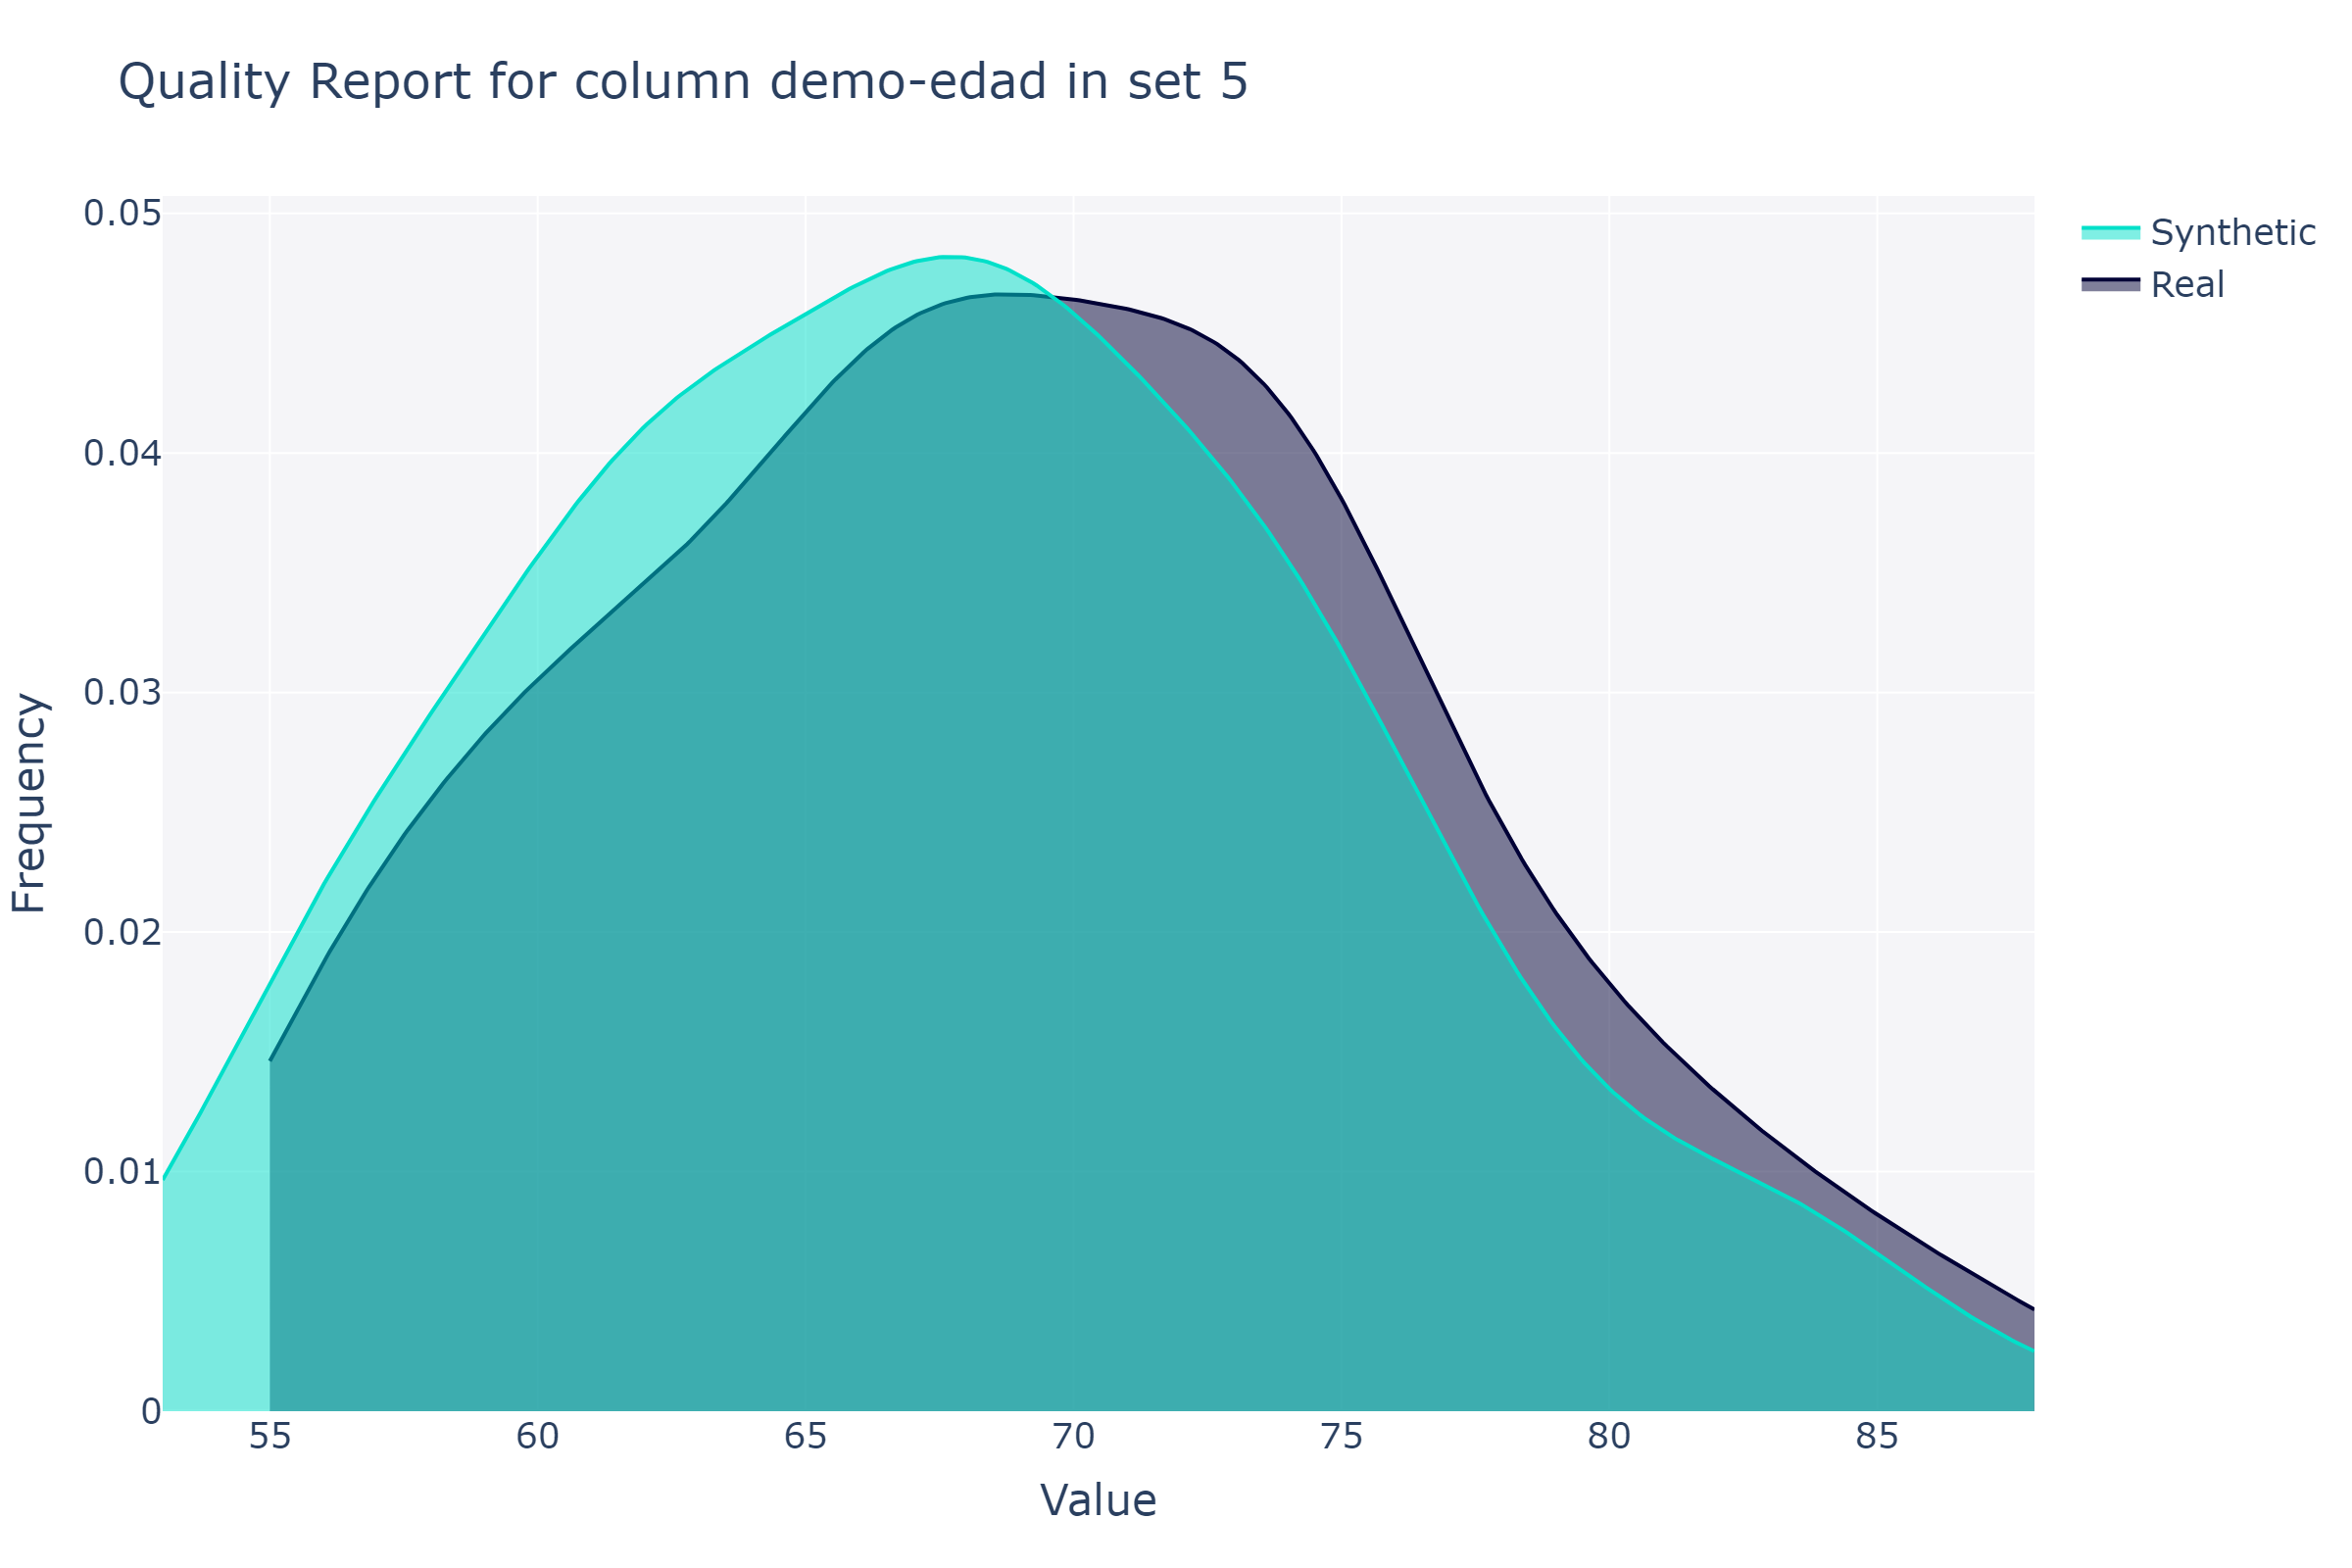 Quality Report for column demo-edad in set 5
0.05
0.04
0.03
0.02
0.01
0
Frequency
55 60 65 70 75 80 85
Value
Synthetic
Real